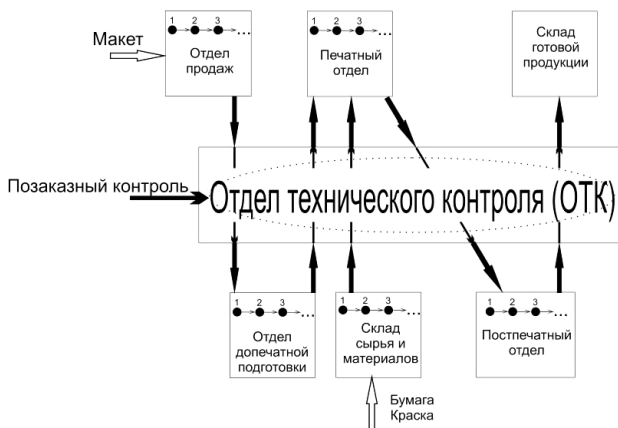 Макет
1 2 3
...
Отдел
продаж
1 2 3
...
Печатный
отдел
Склад
готовой
продукции
Позаказный контроль
Отдел технического контроля (ОТК)
1 2 3
...
Отдел
допечатной
подготовки
1 2 3
...
Склад
сырья и
материалов
1 2 3
...
Постпечатный
отдел
Бумага
Краска